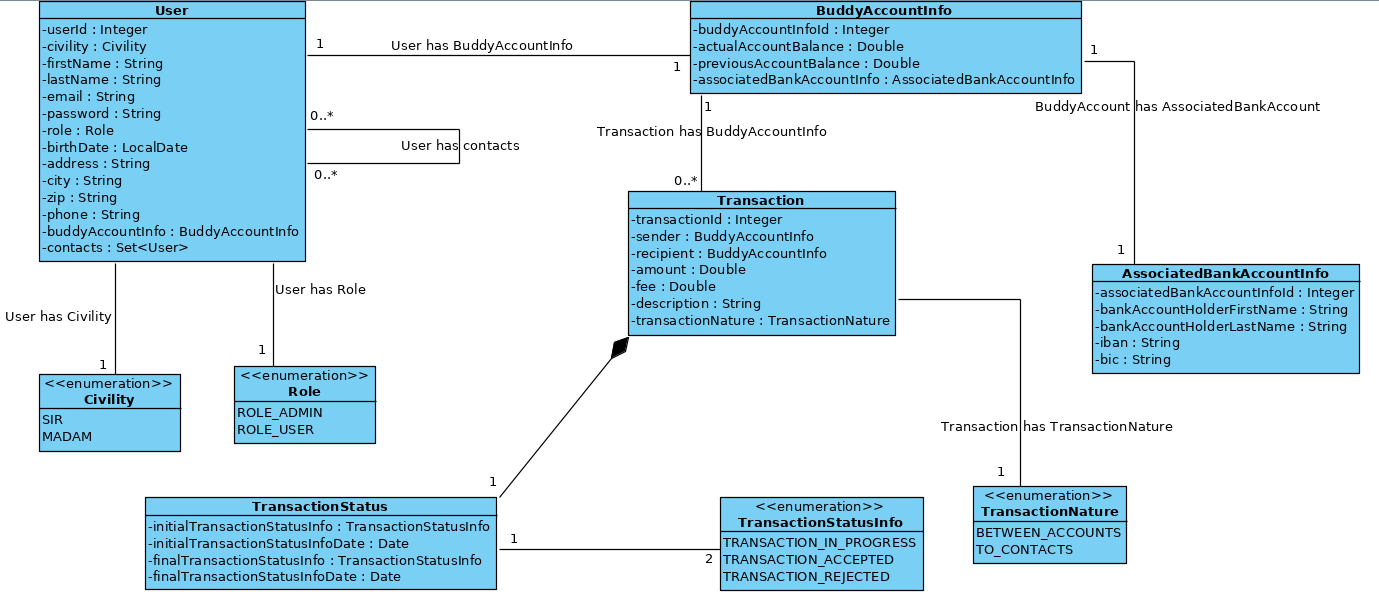 User
-userId : Integer
-civility : Civility
-firstName : String
-lastName : String
-email : String
-password : String
-role : Role
-birthDate : LocalDate
-address : String
-city : String
-zip : String
-phone : String
-buddyAccountInfo : BuddyAccountInfo
-contacts : Set<User>
1
User has BuddyAccountInfo
1
0..*
User has contacts
0..*
BuddyAccountInfo
-buddyAccountInfoId : Integer
-actualAccountBalance : Double
-previousAccountBalance : Double
-associatedBankAccountInfo : AssociatedBankAccountInfo
1
BuddyAccount has AssociatedBankAccount
1
1
Transaction has BuddyAccountInfo
0..*
Transaction
-transactionId : Integer
-sender : BuddyAccountInfo
-recipient : BuddyAccountInfo
-amount : Double
-fee : Double
-description : String
-transactionNature : TransactionNature
AssociatedBankAccountInfo
-associatedBankAccountInfoId : Integer
-bankAccountHolderFirstName : String
-bankAccountHolderLastName : String
-iban : String
-bic : String
User has Civility
1
User has Role
1
<<enumeration>>
Civility
SIR
MADAM
<<enumeration>>
Role
ROLE_ADMIN
ROLE_USER
Transaction has TransactionNature
1
1
TransactionStatus
-initialTransactionStatusInfo : TransactionStatusInfo
-initialTransactionStatusInfoDate : Date
-finalTransactionStatusInfo : TransactionStatusInfo
-finalTransactionStatusInfoDate : Date
1
2
<<enumeration>>
TransactionStatusInfo
TRANSACTION_IN_PROGRESS
TRANSACTION_ACCEPTED
TRANSACTION_REJECTED
<<enumeration>>
TransactionNature
BETWEEN_ACCOUNTS
TO_CONTACTS